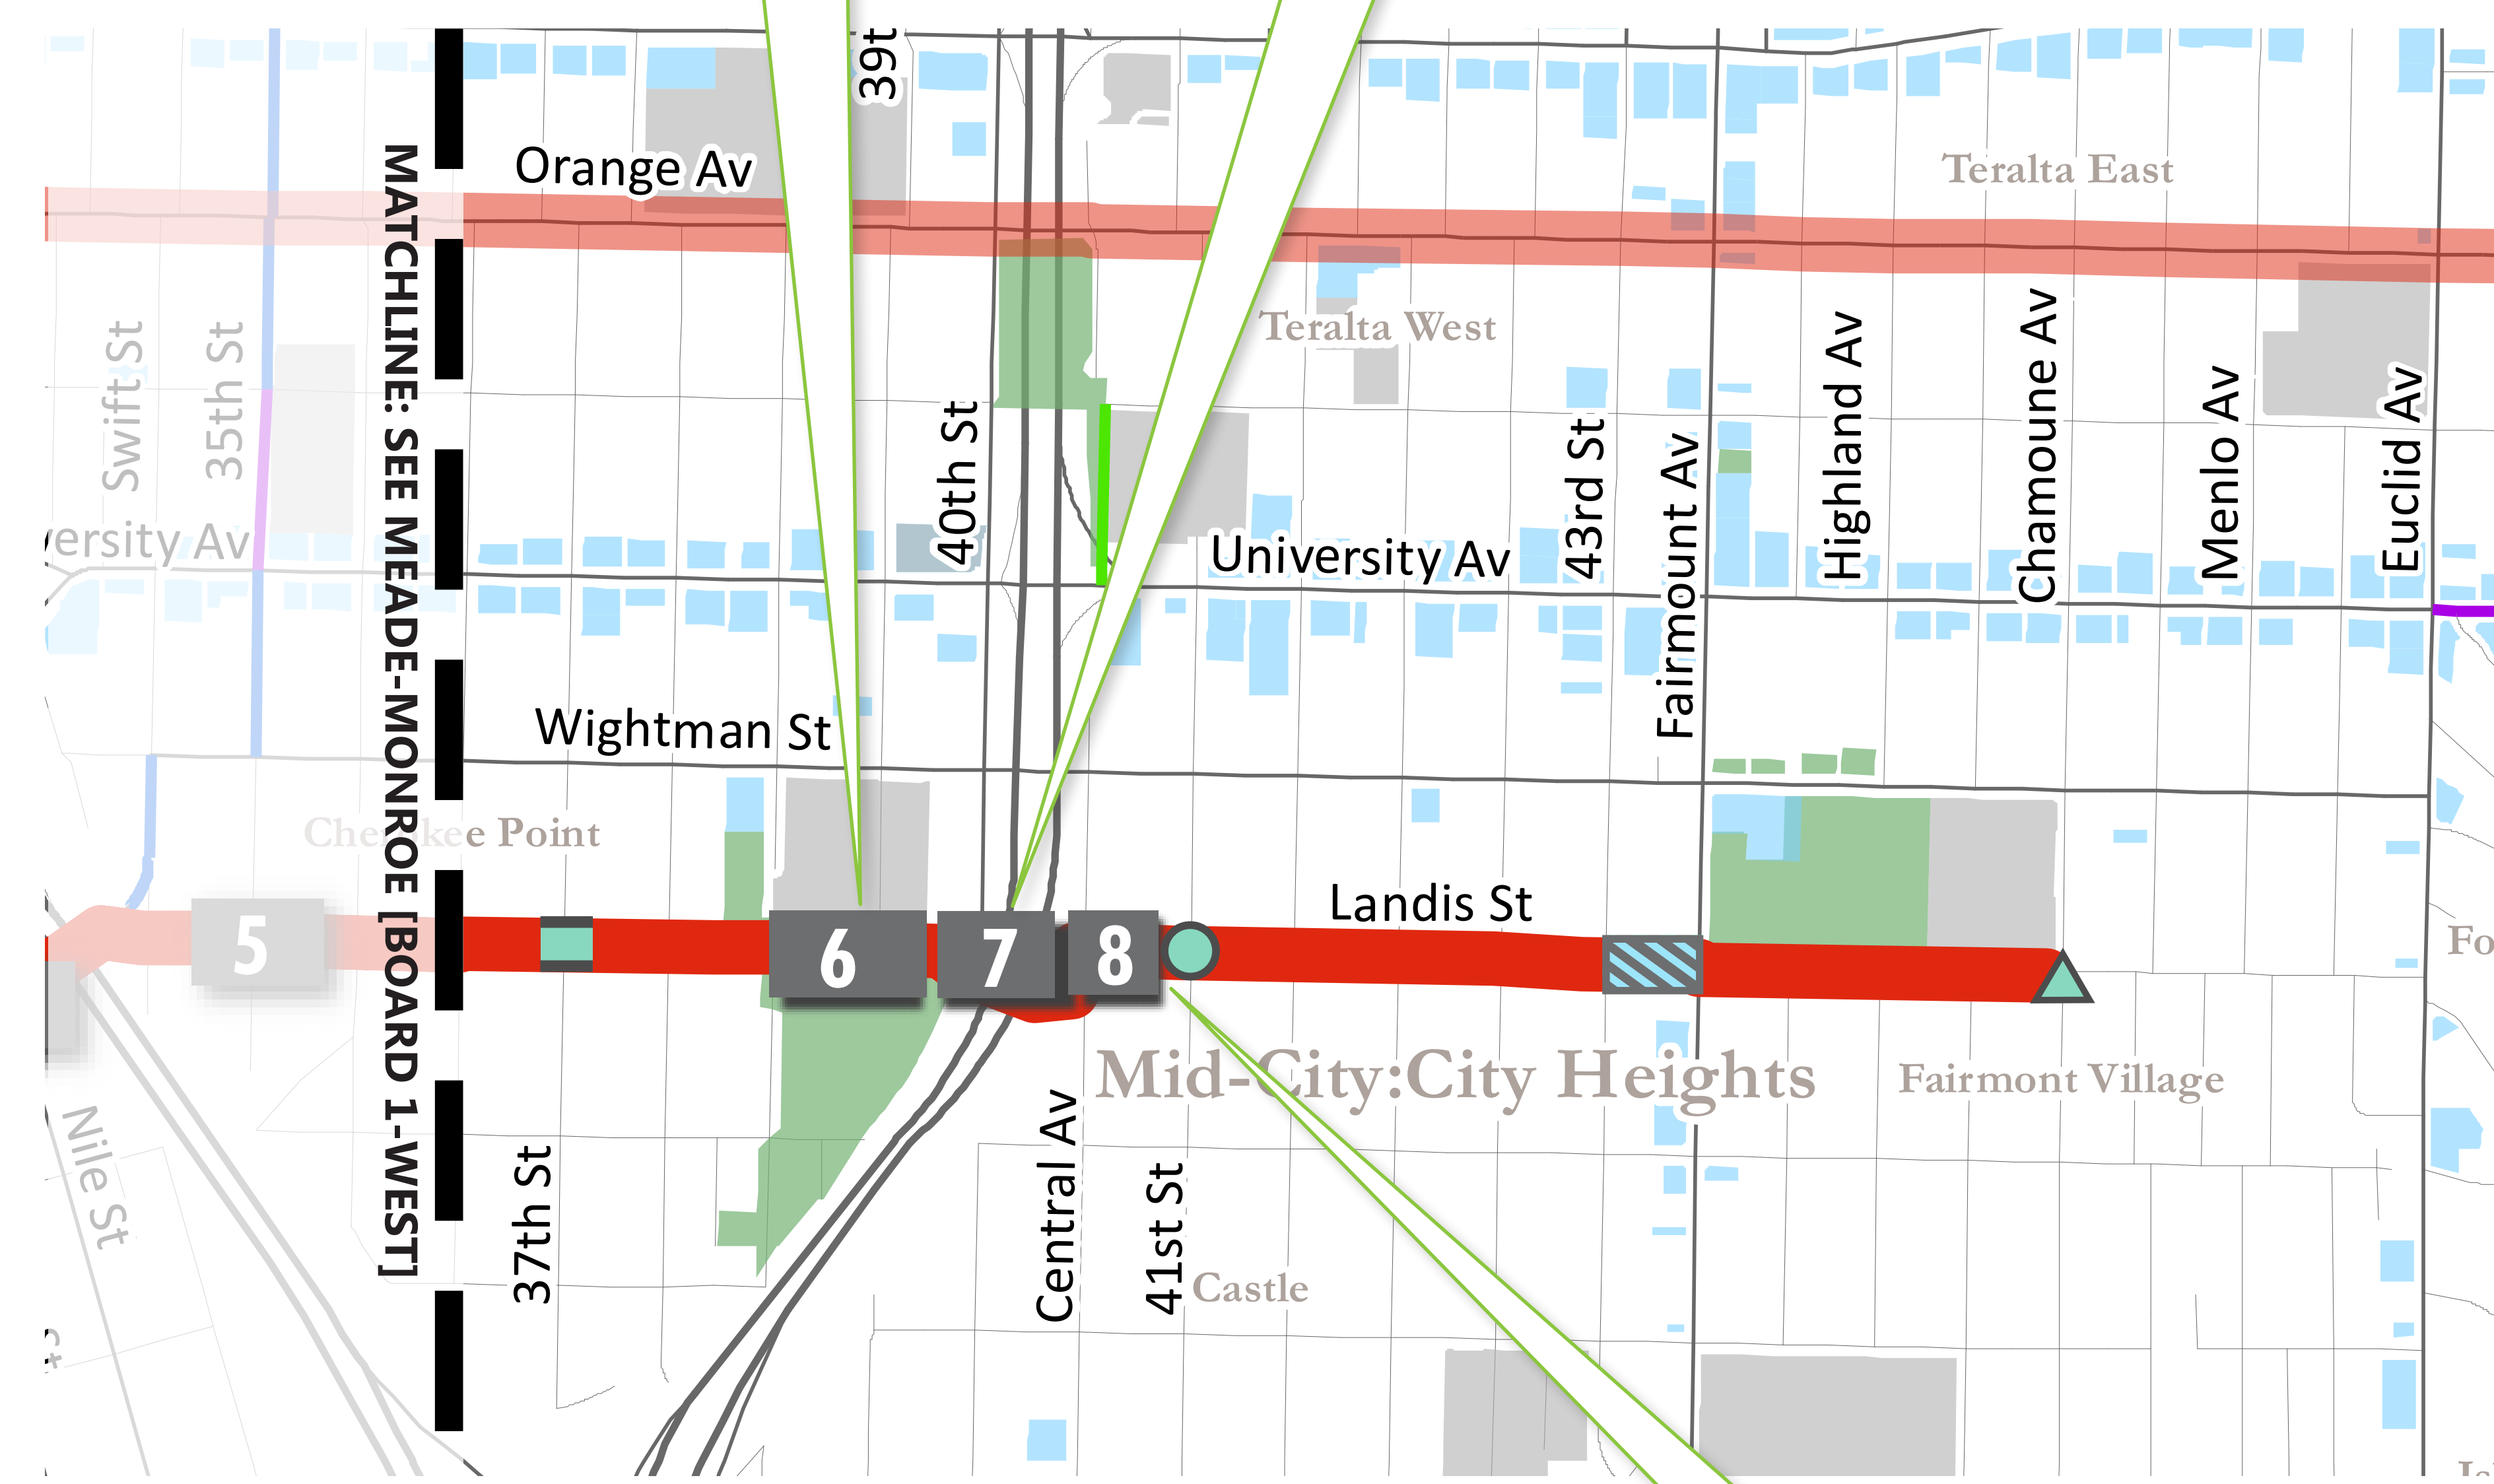 39t
Orange Av
Teralta East
MATCHLINE: SEE MEADE-MONROE [BOARD 1-WEST]
Swift St
35th St
Teralta West
40th St
43rd St
Fairmount Av
Highland Av
Chamoune Av
Menlo Av
Euclid Av
ersity Av
University Av
Wightman St
Cherokee Point
Landis St
5
6
7
8
Fo
Mid-City:City Heights
Fairmont Village
Nile St
37th St
Central Av
41st St
Castle
Is